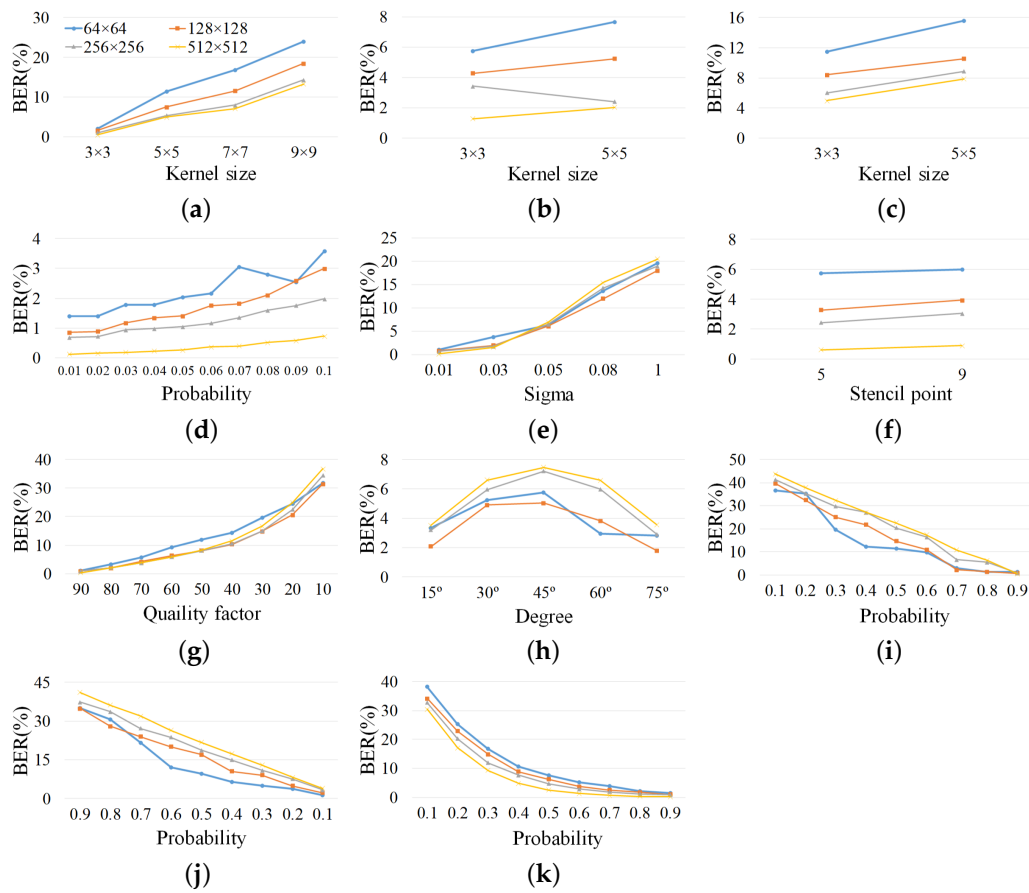 30
20
10
0
BER(%)
64×64
128×128
256×256
512×512
3×3 5×5 7×7 9×9
Kernel size
(a)
8
6
4
2
0
BER(%)
3×3 5×5
Kernel size
(b)
16
12
8
4
0
BER(%)
3×3 5×5
Kernel size
(c)
4
3
2
1
0
BER(%)
0.01 0.02 0.03 0.04 0.05 0.06 0.07 0.08 0.09 0.1
Probability
(d)
25
20
15
10
5
0
BER(%)
0.01 0.03 0.05 0.08 1
Sigma
(e)
8
6
4
2
0
BER(%)
5 9
Stencil point
(f)
40
30
20
10
0
BER(%)
90 80 70 60 50 40 30 20 10
Quaility factor
(g)
8
6
4
2
0
BER(%)
15º 30º 45º 60º 75º
Degree
(h)
50
40
30
20
10
0
BER(%)
0.1 0.2 0.3 0.4 0.5 0.6 0.7 0.8 0.9
Probability
(i)
45
30
15
0
BER(%)
0.9 0.8 0.7 0.6 0.5 0.4 0.3 0.2 0.1
Probability
(j)
40
30
20
10
0
BER(%)
0.1 0.2 0.3 0.4 0.5 0.6 0.7 0.8 0.9
Probability
(k)